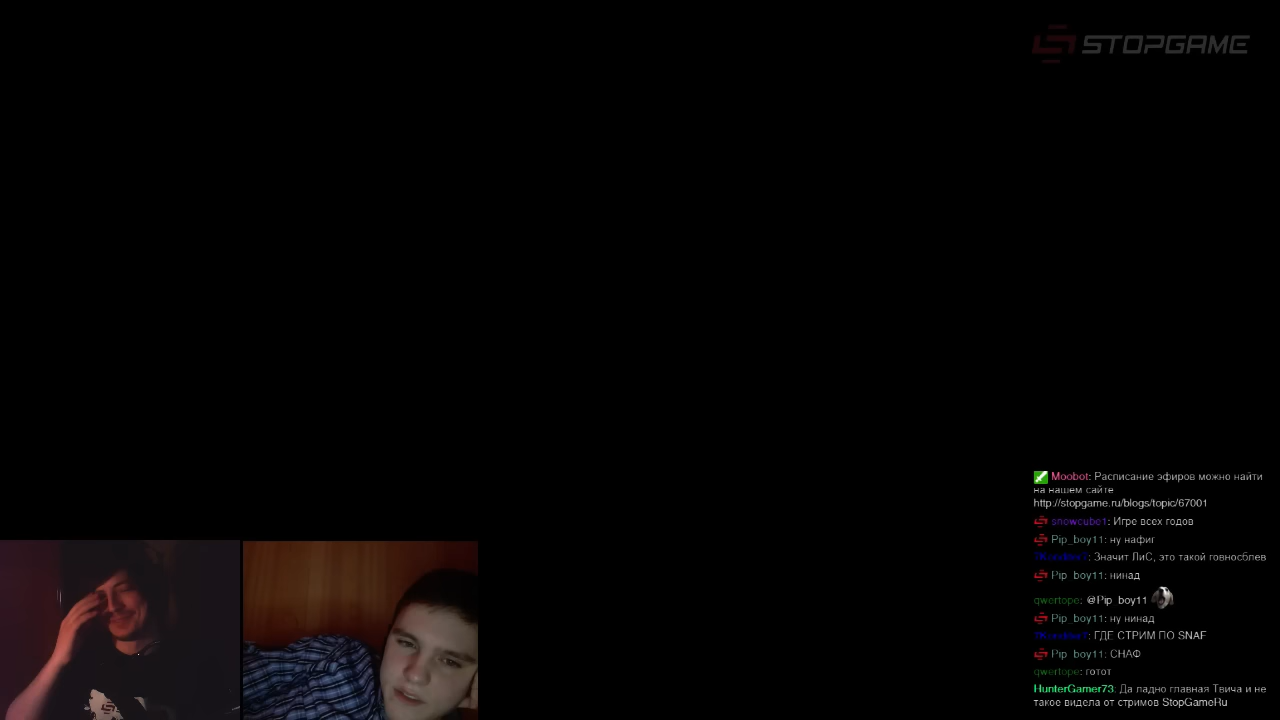 STOPGAME
Moobot: Расписание эфиров можно найти
на нашем сайте
http://stopgame.ru/blogs/topic/67001
snowcube1: Игре всех годов
Pip_boy11: ну нафиг
: Значит ЛиС, это такой говносблев
Pip_boy11: нинад
qwertope: @Pip_boy11
Pip_boy11: ну нинад
: ГДЕ СТРИМ ПО SNAF
Pip_boy11: СНАФ
qwertope: готот
HunterGamer73: Да ладно главная Твича и не
такое видела от стримов StopGameRu